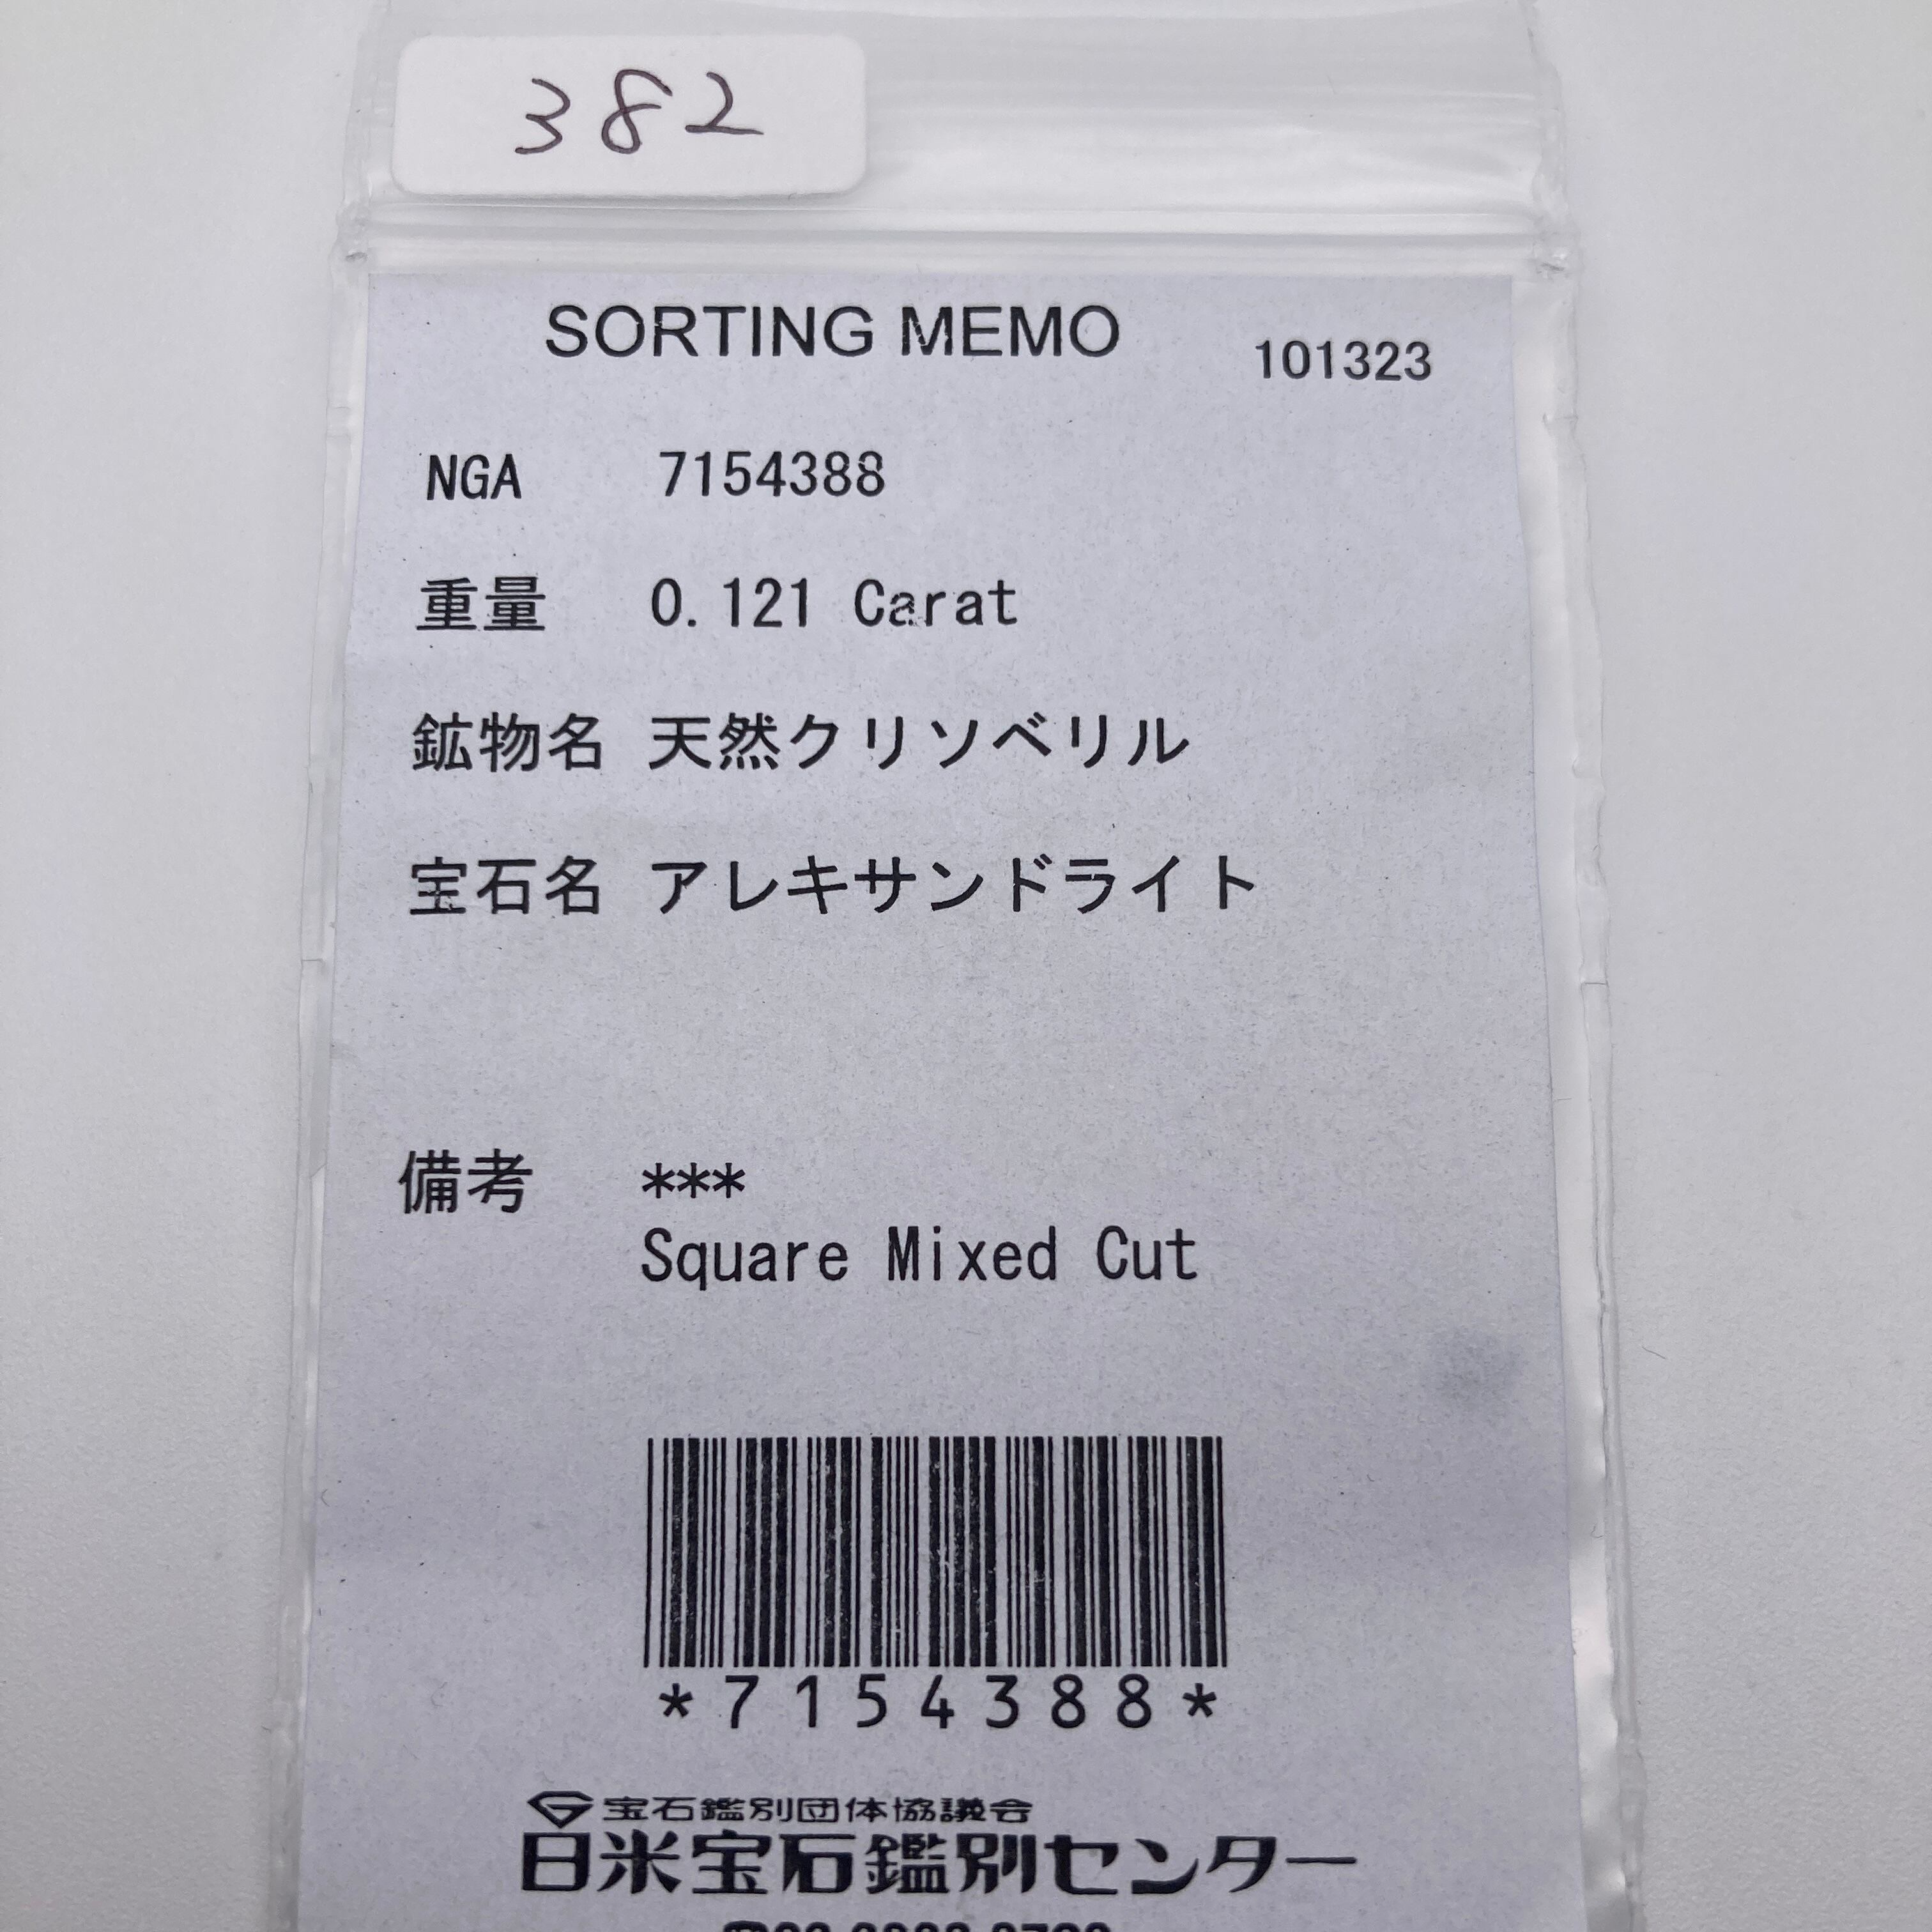 382
SORTING MEMO 101323
NGA 7154388
重量 0.121 Carat
鉱物名 天然クリソベリル
宝石名 アレキサンドライト
備考 ***
Square Mixed Cut
*7154388*
宝石鑑別団体協議会
日米宝石鑑別センター